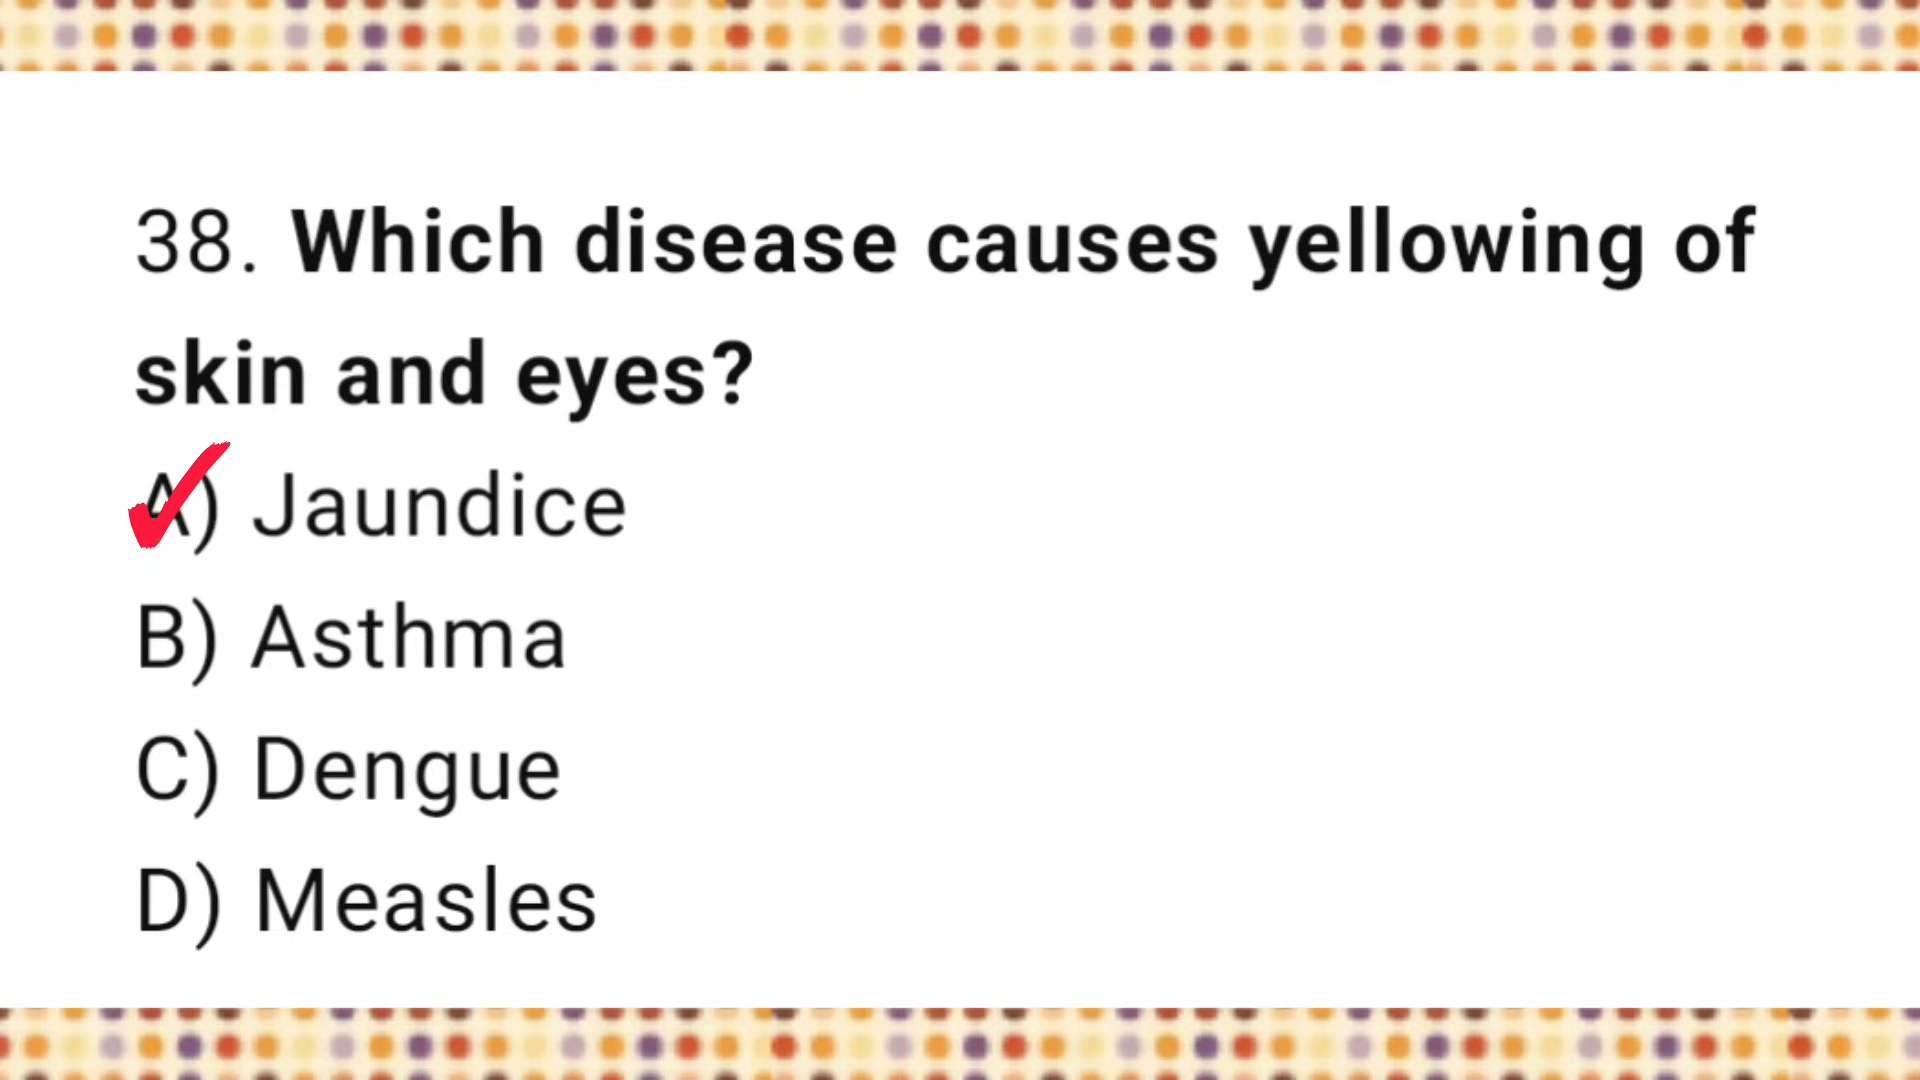 38. Which disease causes yellowing of
skin and eyes?
A) Jaundice
B) Asthma
C) Dengue
D) Measles